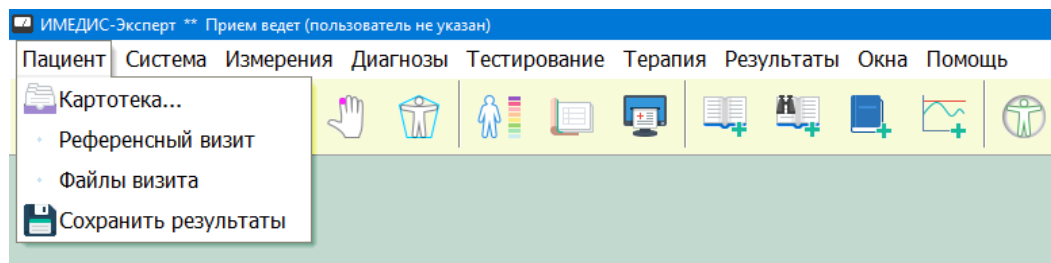 ИМЕДИС-Эксперт ** Прием ведет (пользователь не указан)
Пациент Система Измерения Диагнозы Тестирование Терапия Результаты Окна Помощь
Картотека...
Референсный визит
Файлы визита
Сохранить результаты